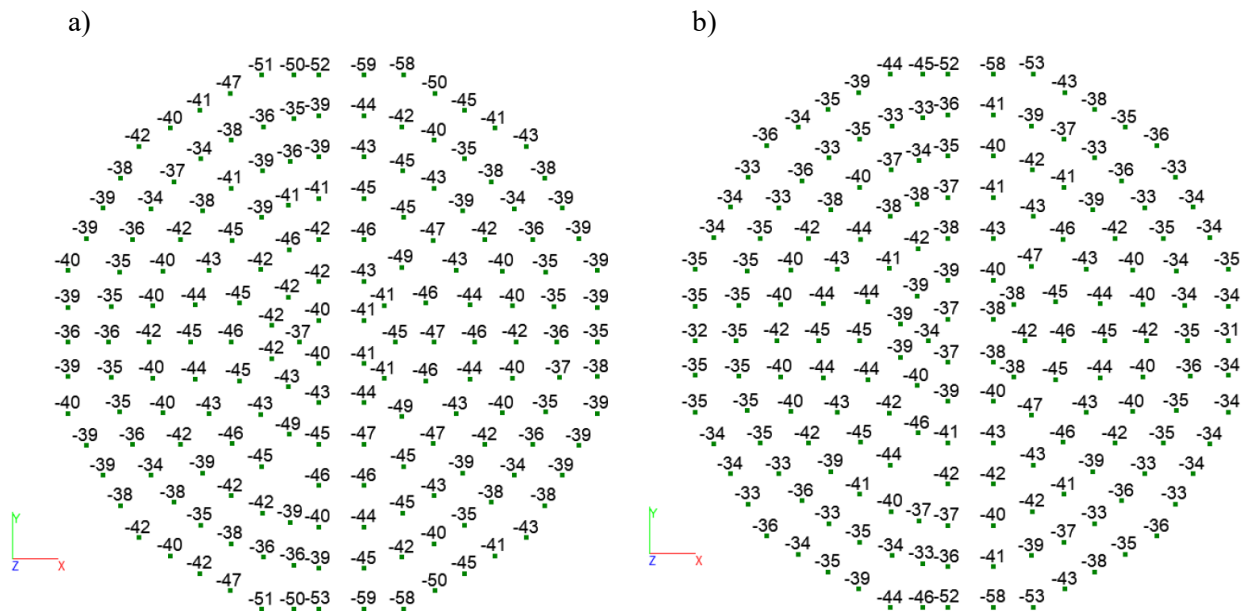 a)
-51 -50 -52 -59 -58
-47 -50
-41 -36 -35 -39 -44 -45
-40 -38 -42 -40 -41
-42 -34 -39 -36 -39 -43 -45 -35 -43
-38 -37 -41 -43 -38 -38
-39 -34 -38 -39 -41 -41 -45 -45 -39 -34 -39
-39 -36 -42 -45 -46 -42 -46 -47 -42 -36 -39
-40 -35 -40 -43 -42 -42 -43 -49 -43 -40 -35 -39
-39 -35 -40 -44 -45 -42 -40 -41 -41 -46 -44 -40 -35 -39
-36 -36 -42 -45 -46 -42 -37 -45 -47 -46 -42 -36 -35
-39 -35 -40 -44 -45 -42 -43 -40 -41 -41 -46 -44 -40 -37 -38
-40 -35 -40 -43 -43 -43 -44 -49 -43 -40 -35 -39
-39 -36 -42 -46 -49 -45 -47 -47 -42 -36 -39
-39 -34 -39 -45 -46 -46 -45 -39 -34 -39
-38 -38 -42 -42 -39 -40 -44 -45 -43 -38 -38
-42 -35 -38 -36 -36 -39 -45 -42 -40 -35 -43
-40 -42 -47 -50 -45 -41
-51 -50 -53 -59 -58
Y
Z X
b)
-44 -45 -52 -58 -53
-39 -43
-35 -33 -33 -36 -41 -38
-34 -35 -39 -37 -35
-36 -33 -37 -34 -35 -40 -42 -33 -36
-33 -36 -40 -41 -36 -33
-34 -33 -38 -38 -38 -37 -41 -43 -39 -33 -34
-34 -35 -42 -44 -42 -38 -43 -46 -42 -35 -34
-35 -35 -40 -43 -41 -39 -40 -47 -43 -40 -34 -35
-35 -35 -40 -44 -44 -39 -37 -38 -38 -45 -44 -40 -34 -34
-32 -35 -42 -45 -45 -39 -34 -42 -46 -45 -42 -35 -31
-35 -35 -40 -44 -44 -39 -40 -37 -38 -38 -45 -44 -40 -36 -34
-35 -35 -40 -43 -42 -39 -40 -47 -43 -40 -35 -34
-34 -35 -42 -45 -46 -41 -43 -43 -46 -42 -35 -34
-34 -33 -39 -44 -42 -42 -42 -39 -33 -34
-33 -36 -41 -40 -37 -37 -40 -41 -36 -33
-36 -33 -35 -34 -33 -36 -41 -39 -37 -33 -36
-34 -35 -39 -43 -38 -35
-44 -46 -52 -58 -53
Y
Z X